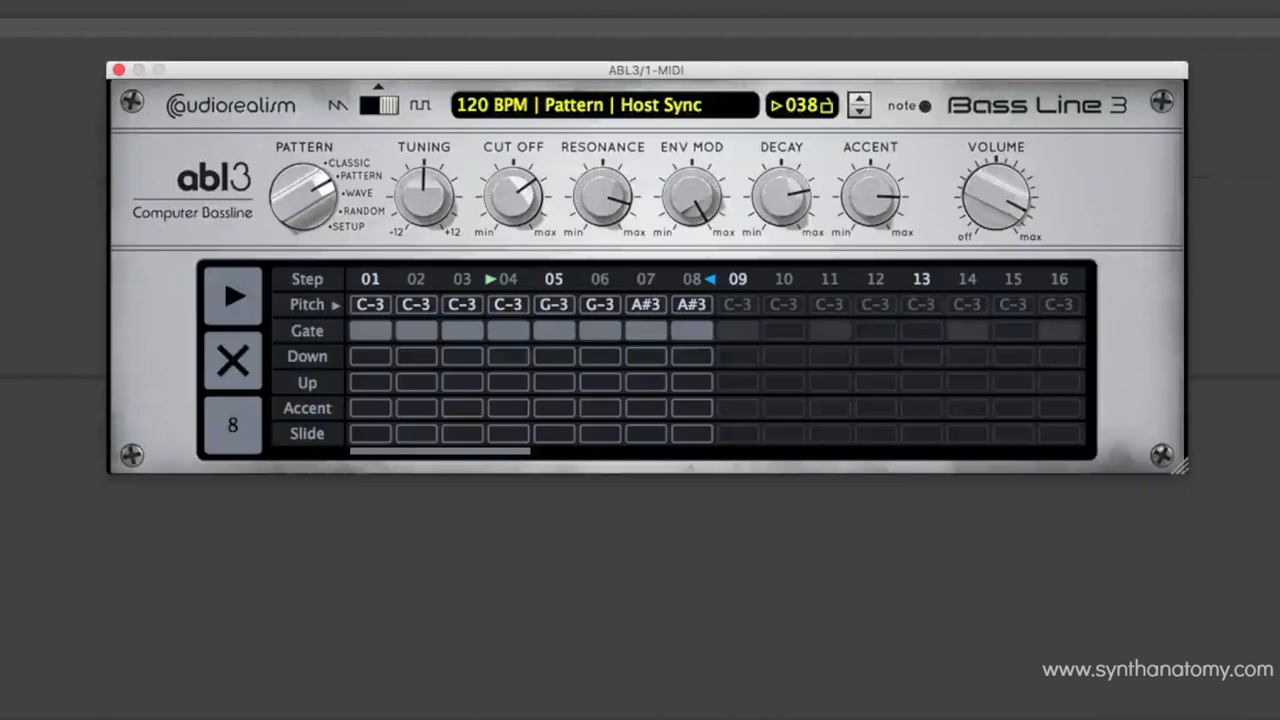 ABL3/1-MIDI
audiorealism 120 BPM | Pattern | Host Sync 038 note Bass Line 3
PATTERN TUNING CUT OFF RESONANCE ENV MOD DECAY ACCENT VOLUME
abl3
Computer Bassline
CLASSIC
PATTERN
WAVE
RANDOM
SETUP
-12 +12 min max min max min max min max min max off max
Step 01 02 03 04 05 06 07 08 09 10 11 12 13 14 15 16
Pitch C-3 C-3 C-3 C-3 G-3 G-3 A#3 A#3 C-3 C-3 C-3 C-3 C-3 C-3 C-3 C-3
Gate
Down
Up
Accent
Slide
8
www.synthanatomy.com